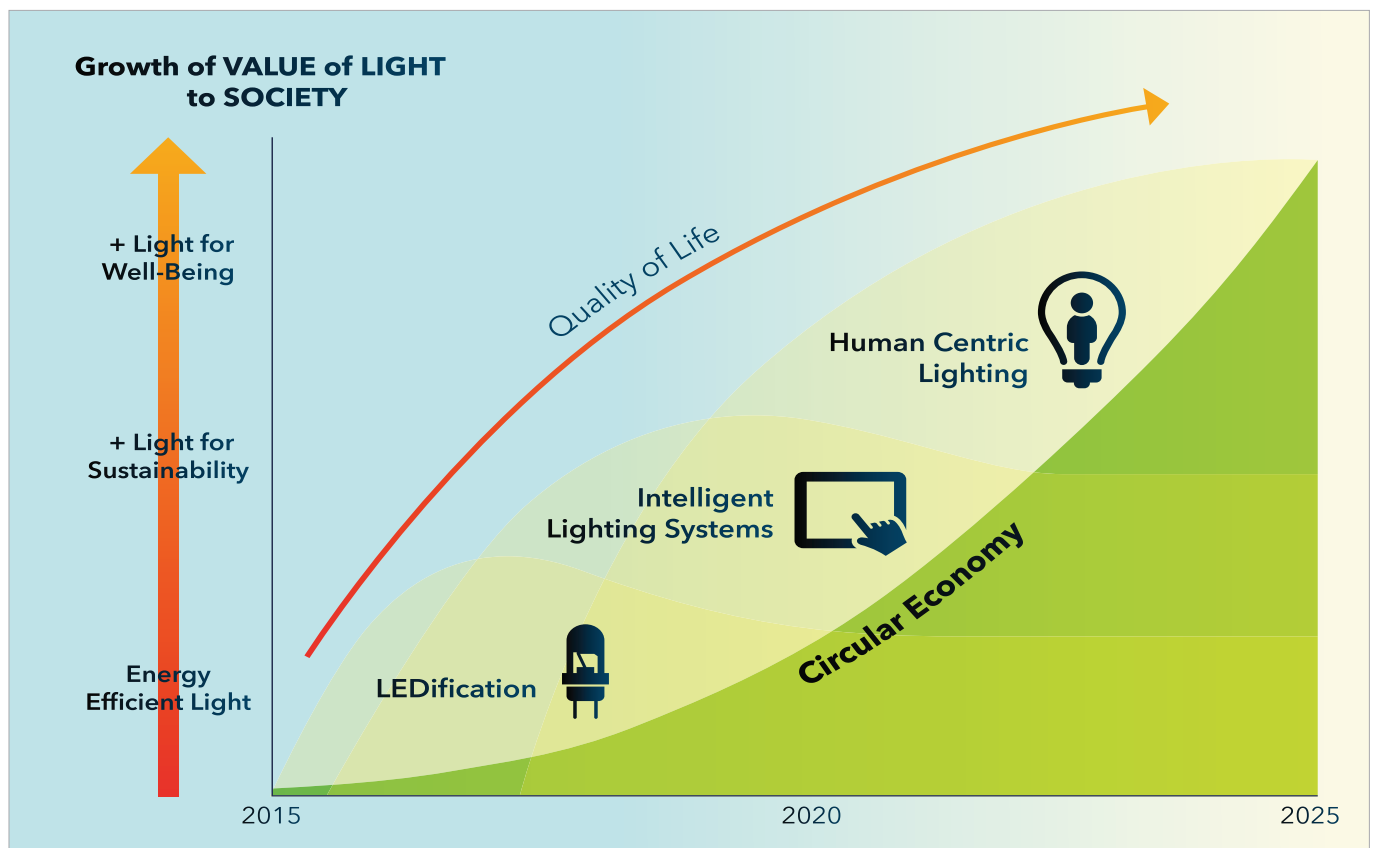 Growth of VALUE of LIGHT
to SOCIETY
+ Light for
Well-Being
+ Light for
Sustainability
Energy
Efficient Light
Quality of Life
Human Centric
Lighting
Intelligent
Lighting Systems
LEDification
Circular Economy
2015
2020
2025